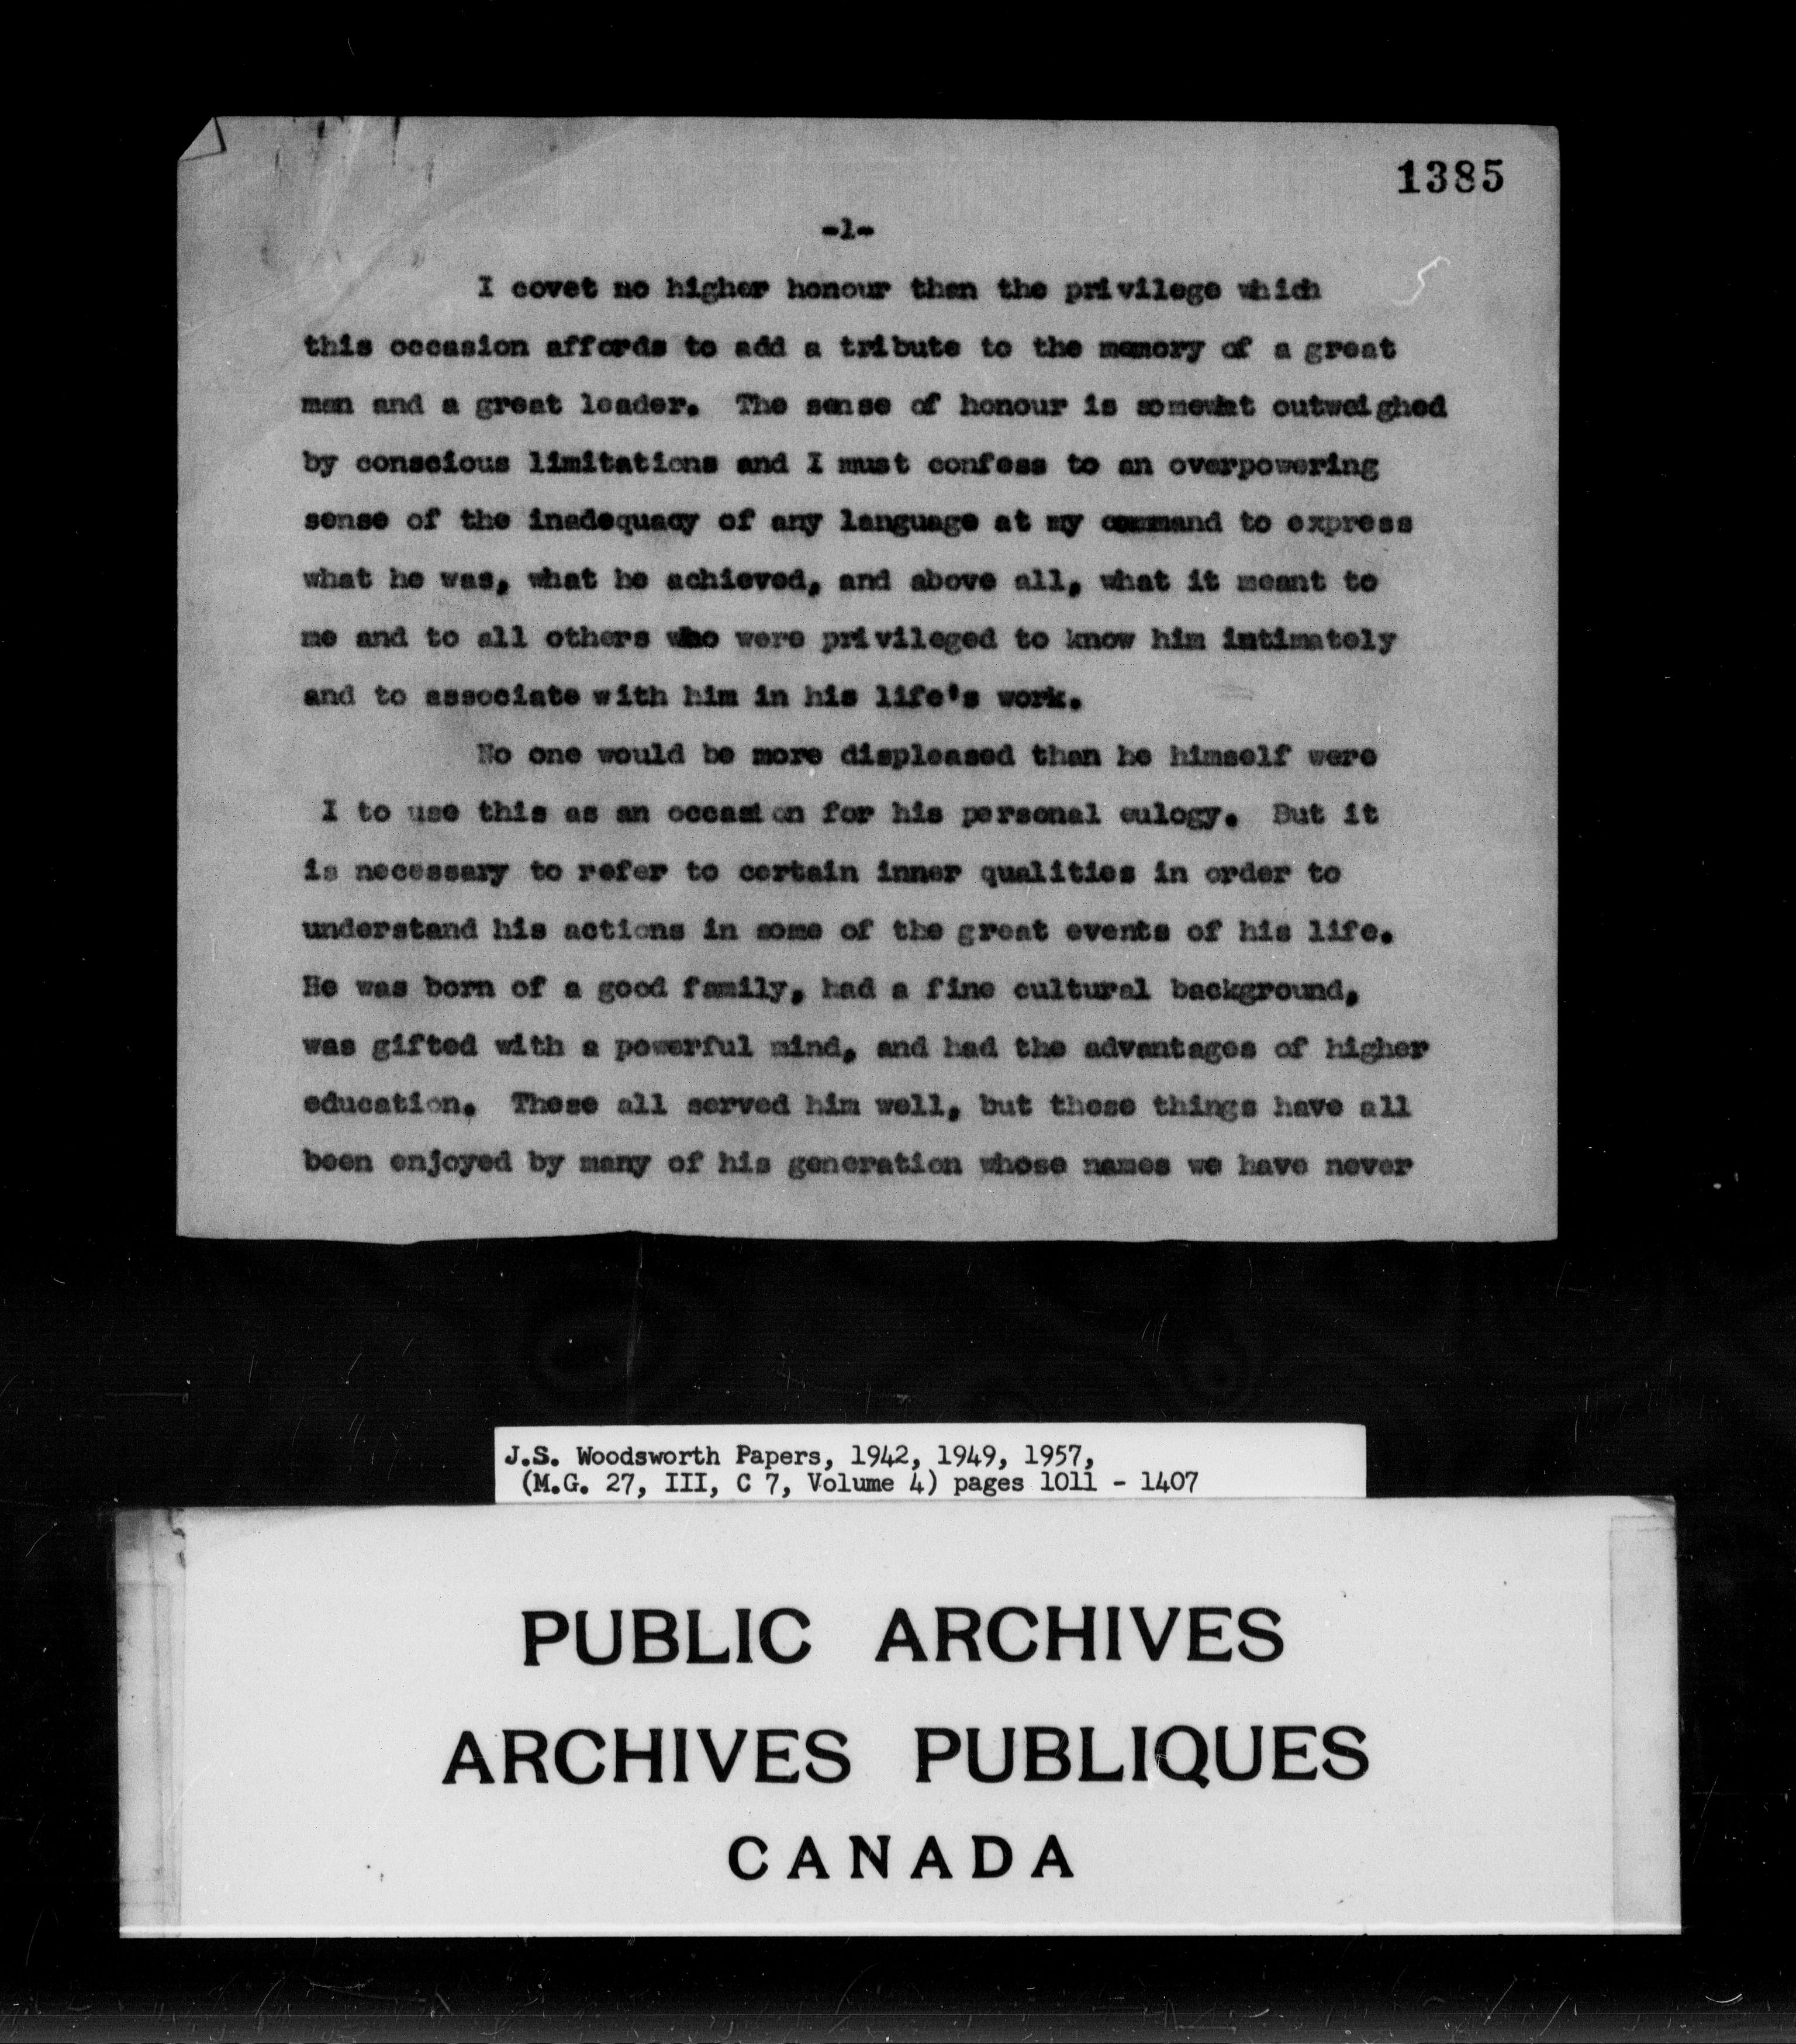 1385
-1-
5
I covet no higher honour than the privilege which
this occasion affords to add a tribute to the memory of a great
man and a great leader. The sense of honour is somewhat outweighed
by conscious limitations and I must confess to an overpowering
sense of the inadequacy of any language at my command to express
what he was, what he achieved, and above all, what it meant to
me and to all others who were privileged to know him intimately
and to associate with him in his life's work.
No one would be more displeased than he himself were
I to use this as an occasion for his personal eulogy. But it
is necessary to refer to certain inner qualities in order to
understand his actions in some of the great events of his life.
He was born of a good family, had a fine cultural background,
was gifted with a powerful mind, and had the advantages of higher
education. These all served him well, but these things have all
been enjoyed by many of his generation whose names we have never
J.S. Woodsworth Papers, 1942, 1949, 1957,
(M.G. 27, III, C 7, Volume 4) pages 1011 - 1407
PUBLIC ARCHIVES
ARCHIVES PUBLIQUES
CANADA